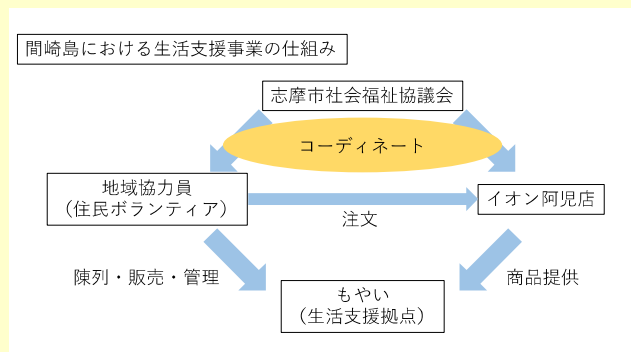 間崎島における生活支援事業の仕組み
志摩市社会福祉協議会
コーディネート
地域協力員
（住民ボランティア）
注文
イオン阿児店
陳列・販売・管理
商品提供
もやい
（生活支援拠点）